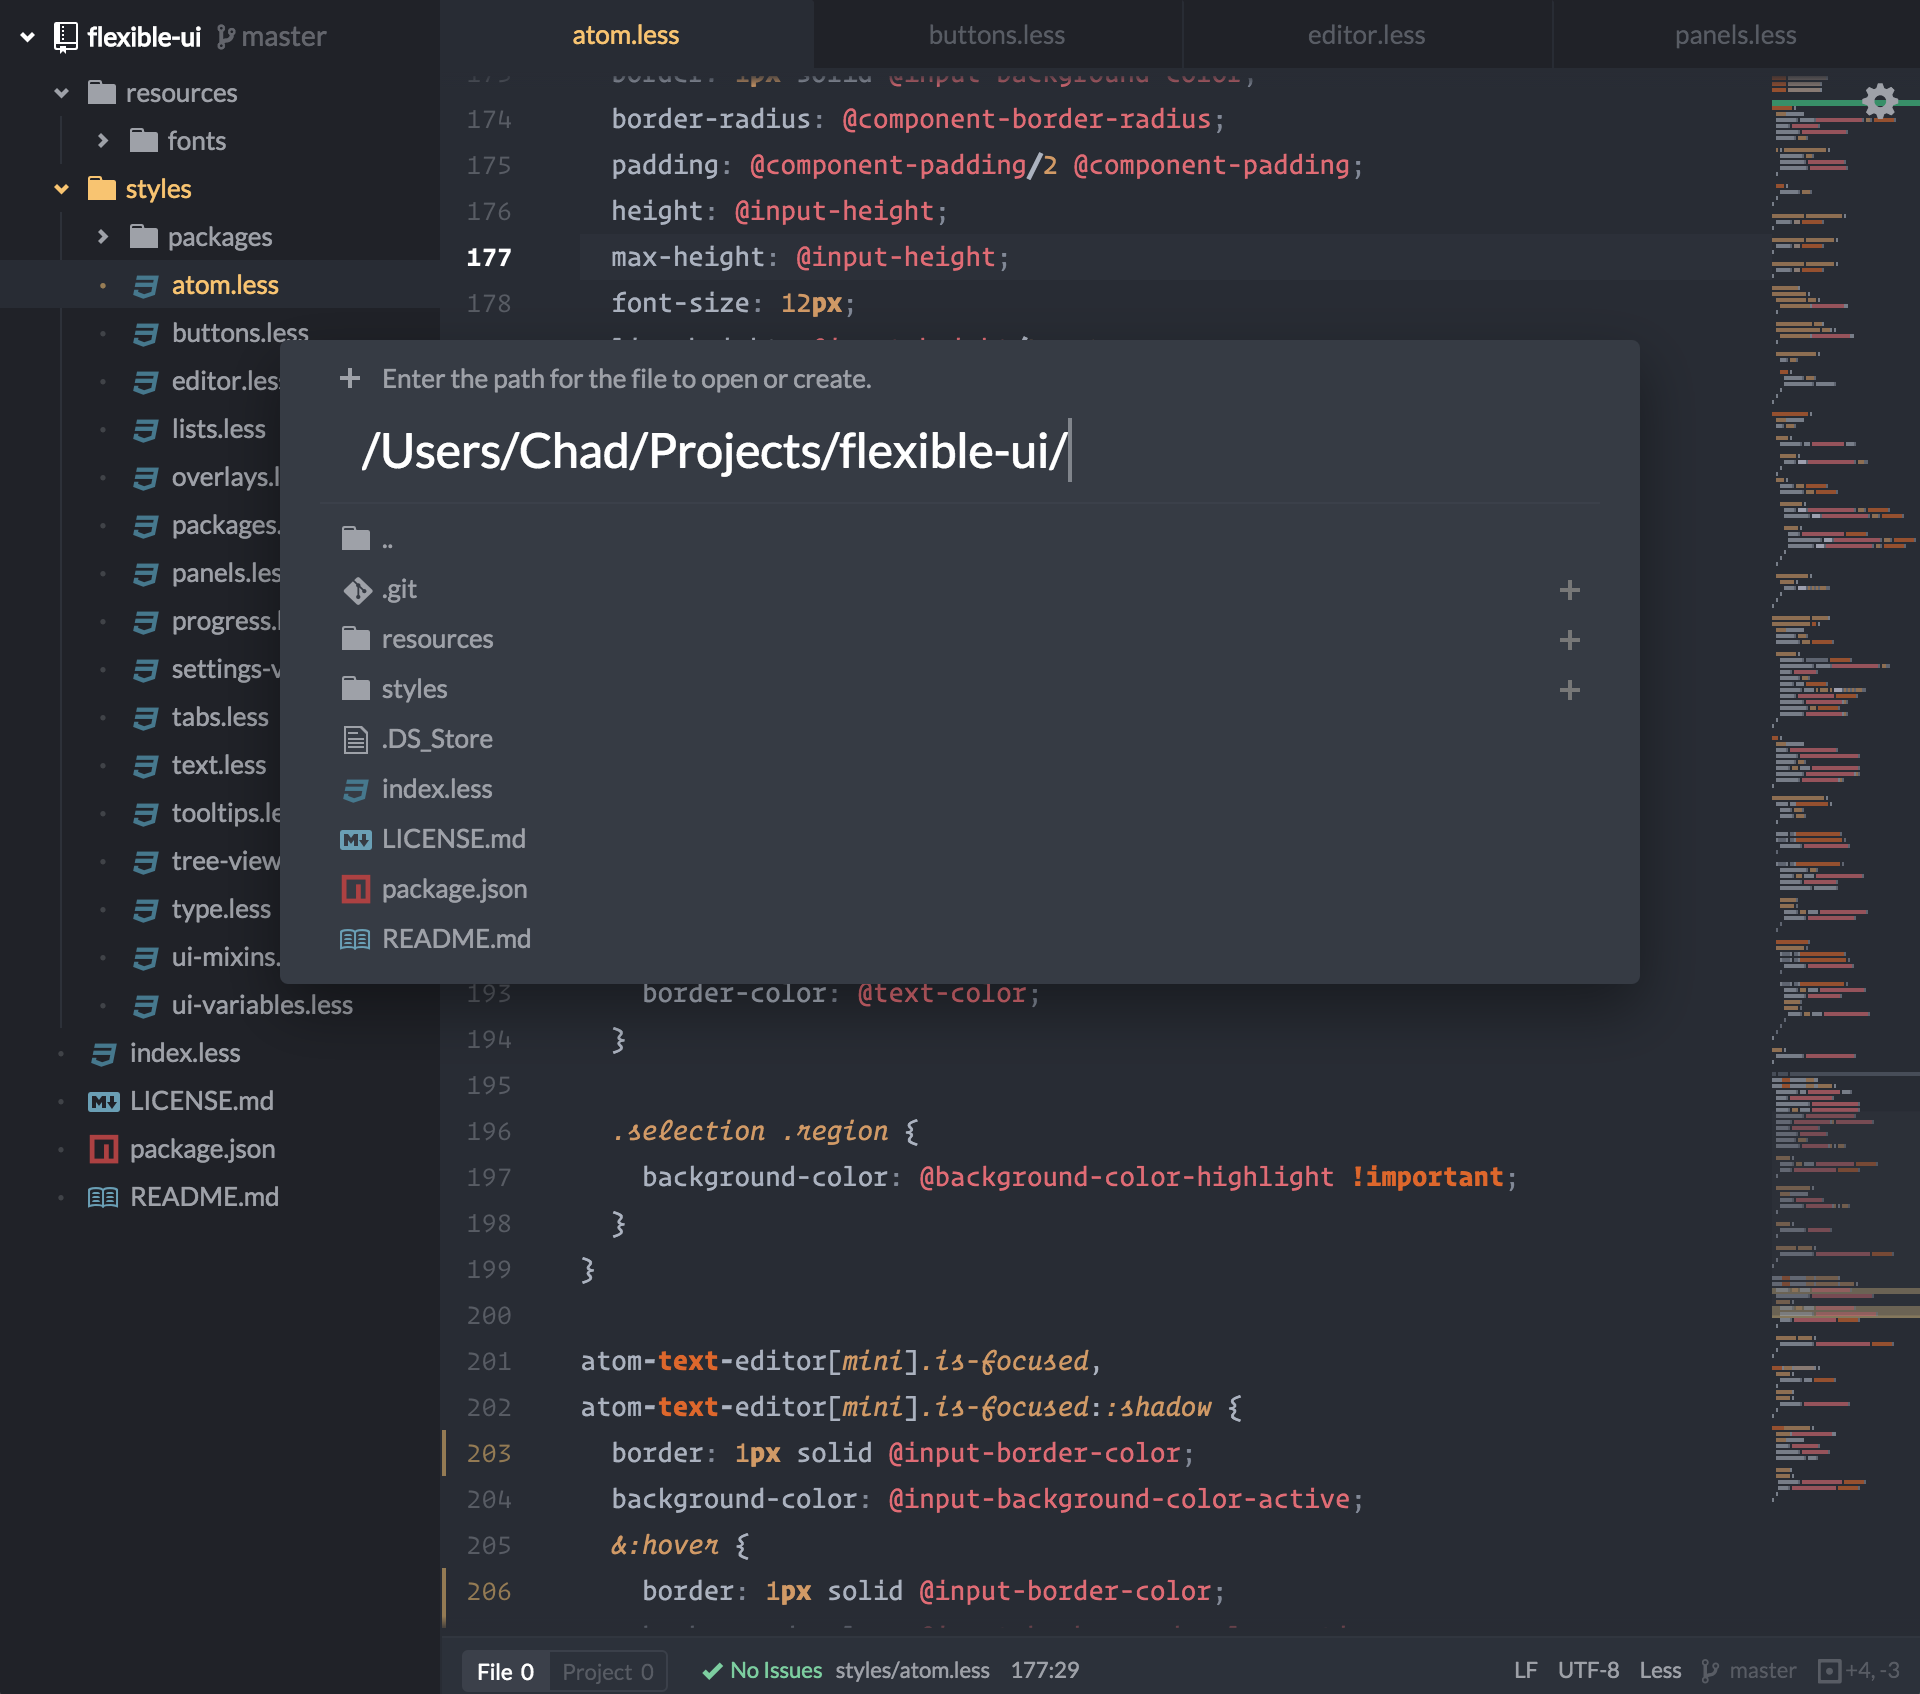 flexible-ui master
resources
fonts
styles
packages
atom.less
buttons.less
editor.les
lists.less
overlays.l
packages.
panels.les
progress.l
settings-v
tabs.less
text.less
tooltips.le
tree-view
type.less
ui-mixins.
ui-variables.less
index.less
LICENSE.md
package.json
README.md
atom.less buttons.less editor.less panels.less
173 border: 1px solid @input-background-color;
174 border-radius: @component-border-radius;
175 padding: @component-padding/2 @component-padding;
176 height: @input-height;
177 max-height: @input-height;
178 font-size: 12px;
+ Enter the path for the file to open or create.
/Users/Chad/Projects/flexible-ui/
..
.git +
resources +
styles +
.DS_Store
index.less
LICENSE.md
package.json
README.md
193 border-color: @text-color;
194 }
195
196 .selection .region {
197 background-color: @background-color-highlight !important;
198 }
199 }
200
201 atom-text-editor[mini].is-focused,
202 atom-text-editor[mini].is-focused::shadow {
203 border: 1px solid @input-border-color;
204 background-color: @input-background-color-active;
205 &:hover {
206 border: 1px solid @input-border-color;
File 0 Project 0 No Issues styles/atom.less 177:29 LF UTF-8 Less master +4, -3